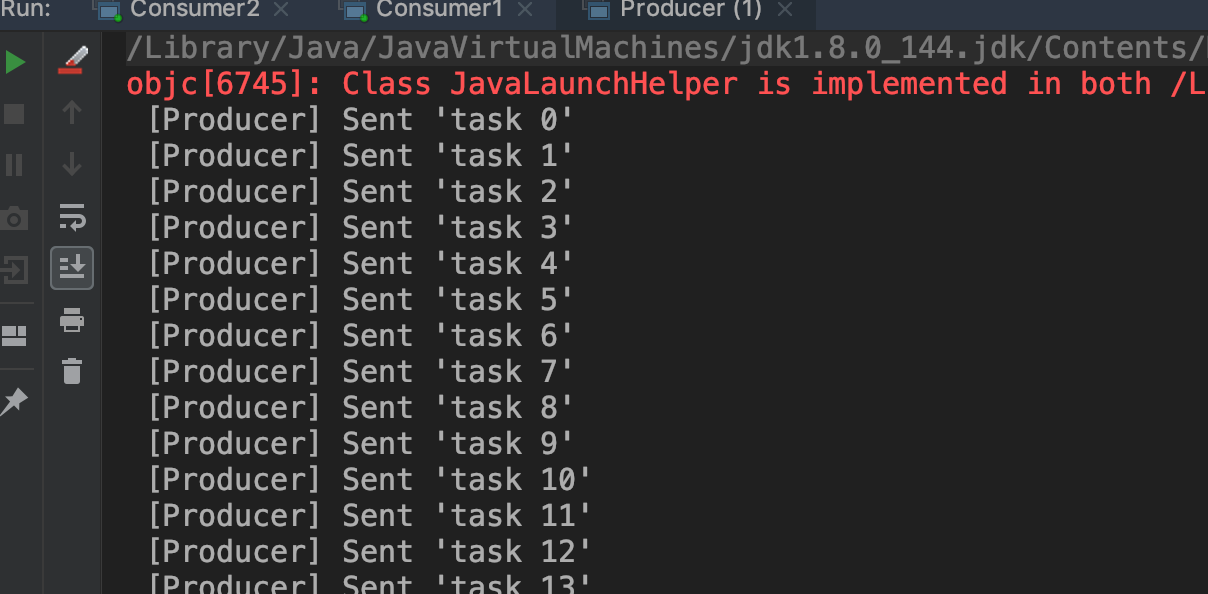 Run: Consumer2 Consumer1 Producer (1)
/Library/Java/JavaVirtualMachines/jdk1.8.0_144.jdk/Contents/
objc[6745]: Class JavaLaunchHelper is implemented in both /L
[Producer] Sent 'task 0'
[Producer] Sent 'task 1'
[Producer] Sent 'task 2'
[Producer] Sent 'task 3'
[Producer] Sent 'task 4'
[Producer] Sent 'task 5'
[Producer] Sent 'task 6'
[Producer] Sent 'task 7'
[Producer] Sent 'task 8'
[Producer] Sent 'task 9'
[Producer] Sent 'task 10'
[Producer] Sent 'task 11'
[Producer] Sent 'task 12'
[Producer] Sent 'task 13'